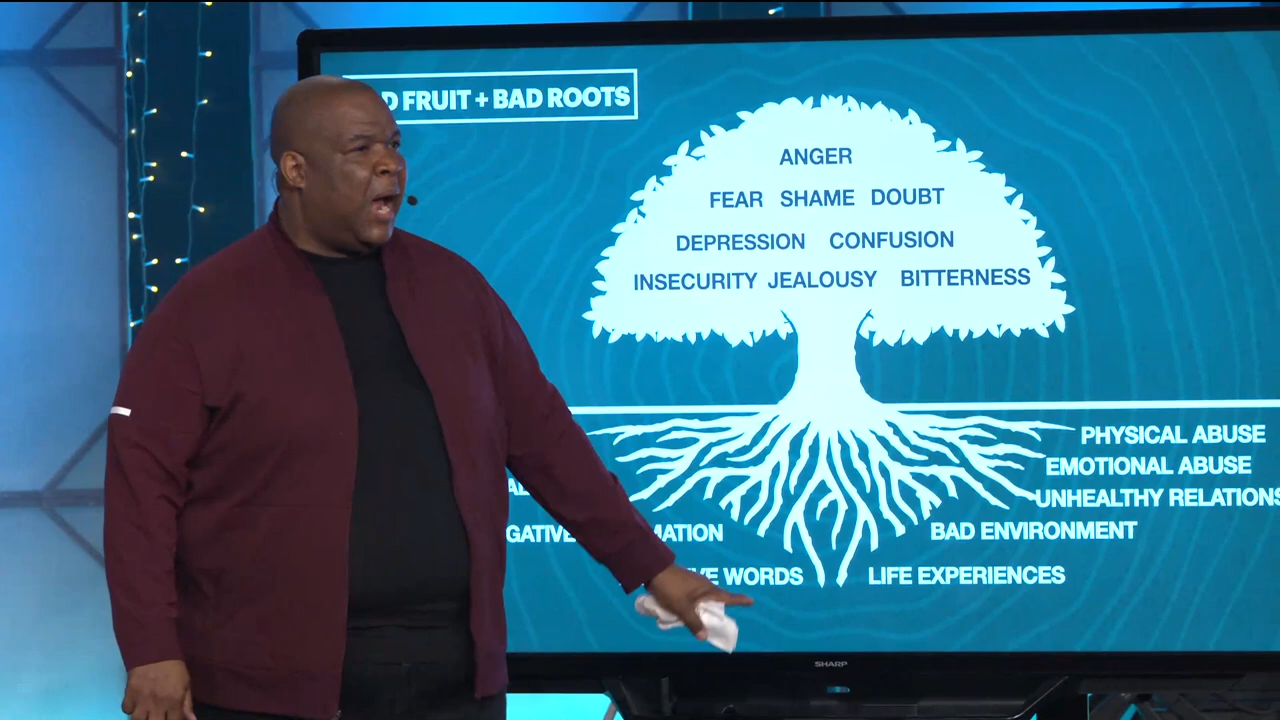 FRUIT + BAD ROOTS
ANGER
FEAR SHAME DOUBT
DEPRESSION CONFUSION
INSECURITY JEALOUSY BITTERNESS
PHYSICAL ABUSE
EMOTIONAL ABUSE
UNHEALTHY
BAD ENVIRONMENT
WORDS LIFE EXPERIENCES
SHARP